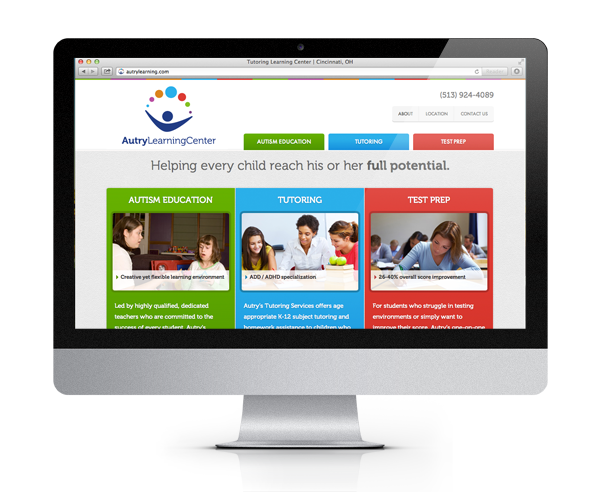 Tutoring Learning Center | Cincinnati, OH
autrylearning.com
(513) 924-4089
ABOUT LOCATION CONTACT US
AutryLearningCenter
AUTISM EDUCATION TUTORING TEST PREP
Helping every child reach his or her full potential.
AUTISM EDUCATION
Creative yet flexible learning environment
Led by highly qualified, dedicated
teachers who are committed to the
success of every student, Autry's
TUTORING
ADD / ADHD specialization
Autry's Tutoring Services offers age
appropriate K-12 subject tutoring and
homework assistance to children who
TEST PREP
26-40% overall score improvement
For students who struggle in testing
environments or simply want to
improve their score, Autry's one-on-one